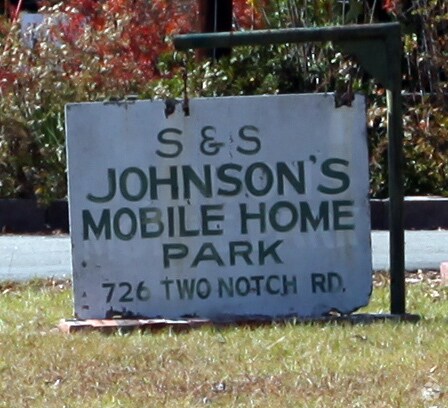 S & S
JOHNSON'S
MOBILE HOME
PARK
726 TWO NOTCH RD.